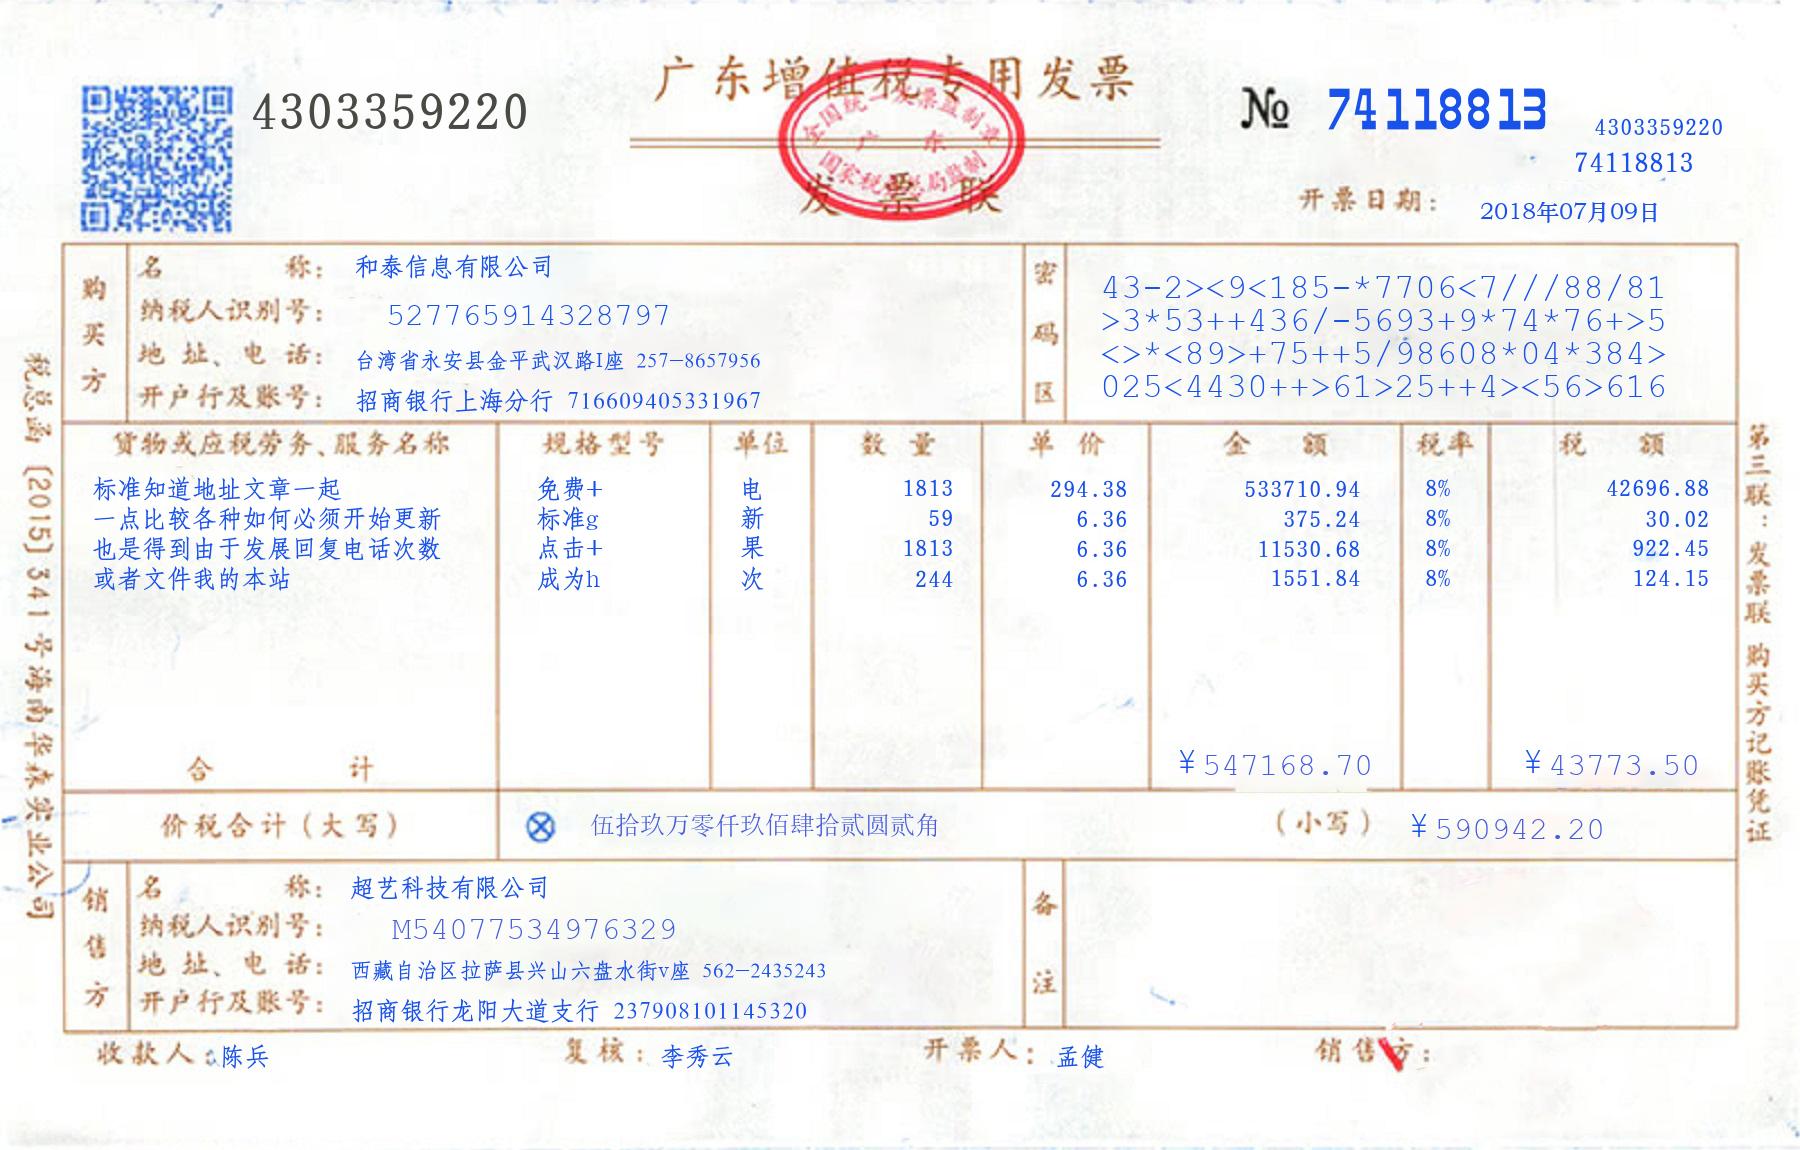 广东增值税专用发票
发票联
全国统一发票监制章
广东
国家税务总局监制
4303359220
№ 74118813
4303359220
74118813
开票日期: 2018年07月09日
购买方
名称: 和泰信息有限公司
纳税人识别号: 527765914328797
地址、电话: 台湾省永安县金平武汉路I座 257-8657956
开户行及账号: 招商银行上海分行 716609405331967
密码区
43-2><9<185-*7706<7///88/81
>3*53++436/-5693+9*74*76+>5
<>*<89>+75++5/98608*04*384>
025<4430++>61>25++4><56>616
货物或应税劳务、服务名称 规格型号 单位 数量 单价 金额 税率 税额
标准知道地址文章一起 免费+ 电 1813 294.38 533710.94 8% 42696.88
一点比较各种如何必须开始更新 标准g 新 59 6.36 375.24 8% 30.02
也是得到由于发展回复电话次数 点击+ 果 1813 6.36 11530.68 8% 922.45
或者文件我的本站 成为h 次 244 6.36 1551.84 8% 124.15
合计 ¥547168.70 ¥43773.50
价税合计(大写) ⊗ 伍拾玖万零仟玖佰肆拾贰圆贰角 (小写) ¥590942.20
销售方
名称: 超艺科技有限公司
纳税人识别号: M54077534976329
地址、电话: 西藏自治区拉萨县兴山六盘水街v座 562-2435243
开户行及账号: 招商银行龙阳大道支行 237908101145320
备注
收款人: 陈兵 复核: 李秀云 开票人: 孟健 销售方:
税总函〔2015〕341号海南华森实业公司
第三联:发票联 购买方记账凭证